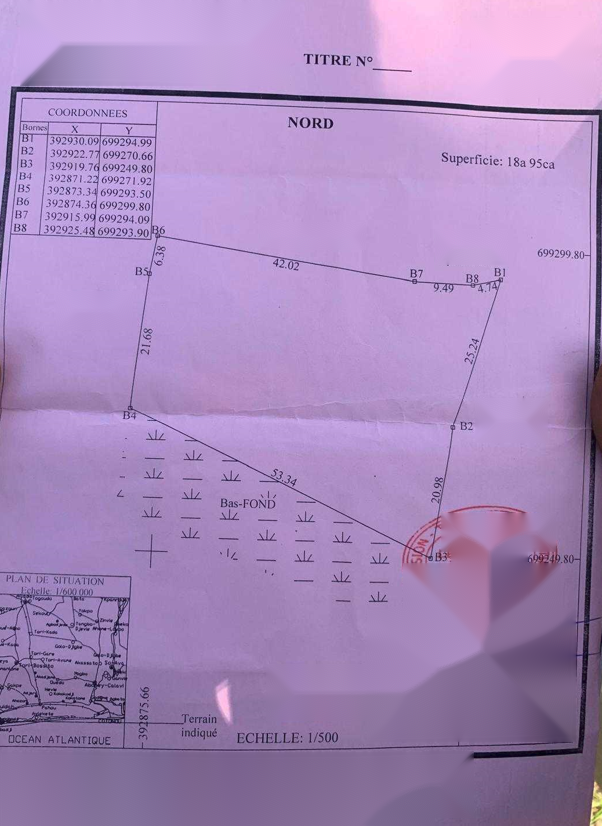 TITRE N°____
COORDONNEES
NORD
Bornes X Y
B1 392930.09 699294.99
B2 392922.77 699270.66
B3 392919.76 699249.80
B4 392871.22 699271.92
B5 392873.34 699293.50
B6 392874.36 699299.80
B7 392915.99 699294.09
B8 392925.48 699293.90
Superficie: 18a 95ca
B6
699299.80
6.38
42.02
B5
B7
B8
B1
9.49
4.74
21.68
25.24
B4
B2
53.34
20.98
Bas-FOND
B3
699249.80
PLAN DE SITUATION
Echelle: 1/600 000
OCEAN ATLANTIQUE
392875.66
Terrain
indiqué
ECHELLE: 1/500